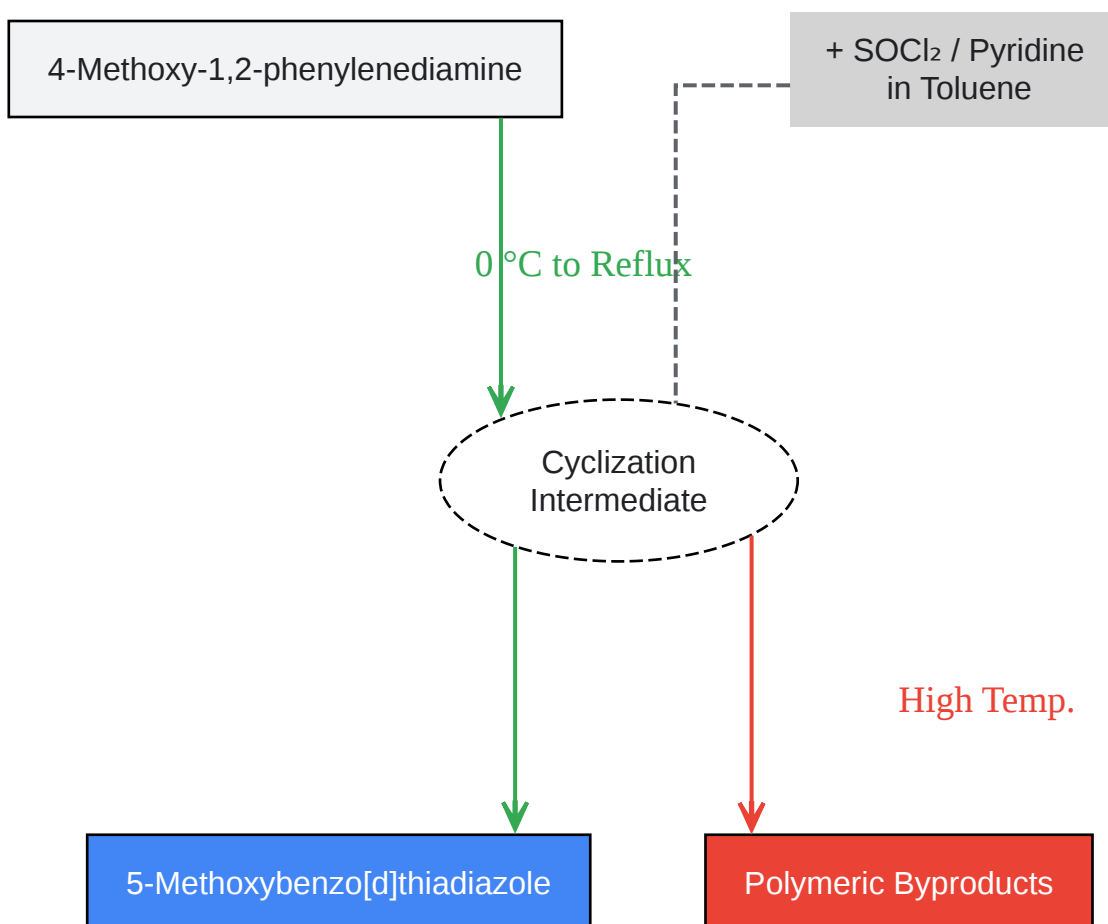 4-Methoxy-1,2-phenylenediamine
+ SOCl₂ / Pyridine
in Toluene
0 °C to Reflux
Cyclization
Intermediate
High Temp.
5-Methoxybenzo[d]thiadiazole
Polymeric Byproducts